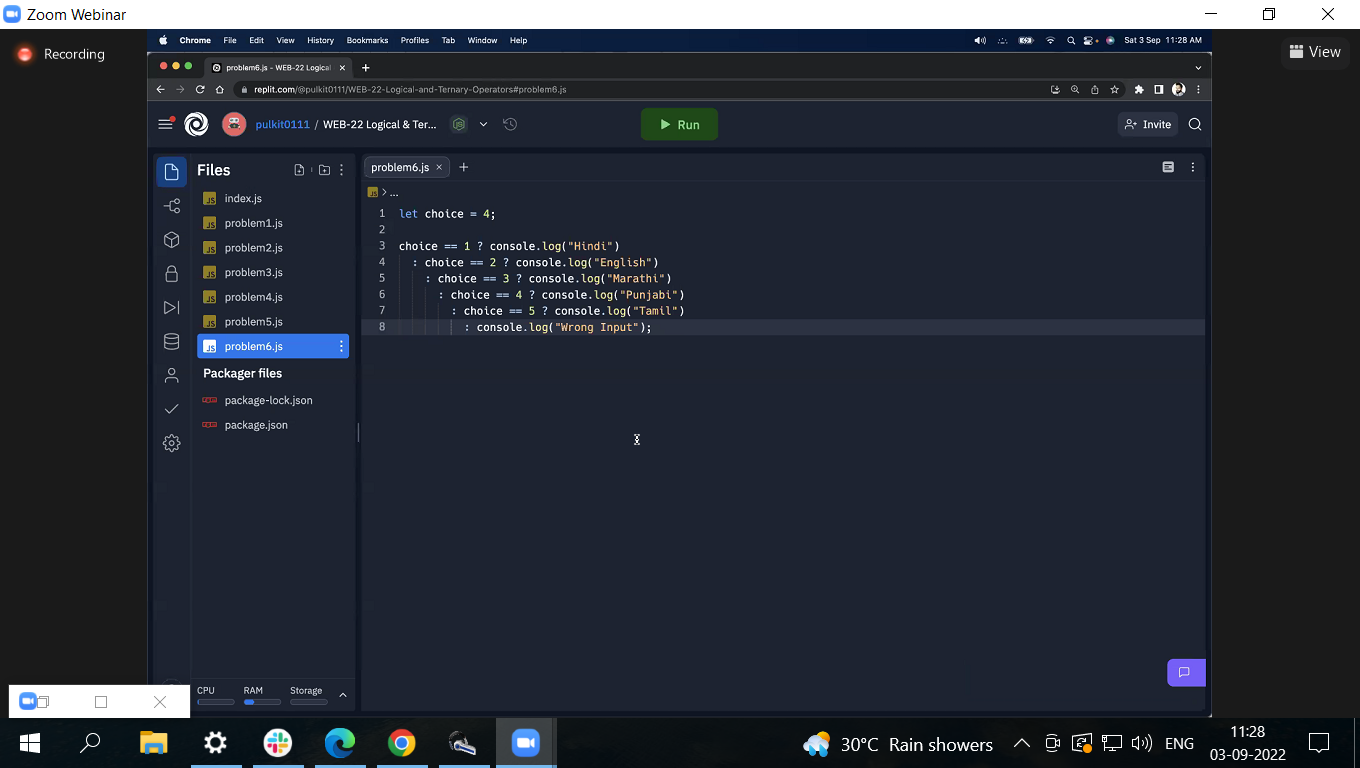 Zoom Webinar
Recording
View
Chrome File Edit View History Bookmarks Profiles Tab Window Help
Sat 3 Sep 11:28 AM
problem6.js - WEB-22 Logical
replit.com/@pulkit0111/WEB-22-Logical-and-Ternary-Operators#problem6.js
pulkit0111 / WEB-22 Logical & Ter...
Run
Invite
Files
index.js
problem1.js
problem2.js
problem3.js
problem4.js
problem5.js
problem6.js
Packager files
package-lock.json
package.json
CPU RAM Storage
problem6.js
JS > ...
1 let choice = 4;
2
3 choice == 1 ? console.log("Hindi")
4 : choice == 2 ? console.log("English")
5 : choice == 3 ? console.log("Marathi")
6 : choice == 4 ? console.log("Punjabi")
7 : choice == 5 ? console.log("Tamil")
8 : console.log("Wrong Input");
30°C Rain showers
ENG
11:28
03-09-2022